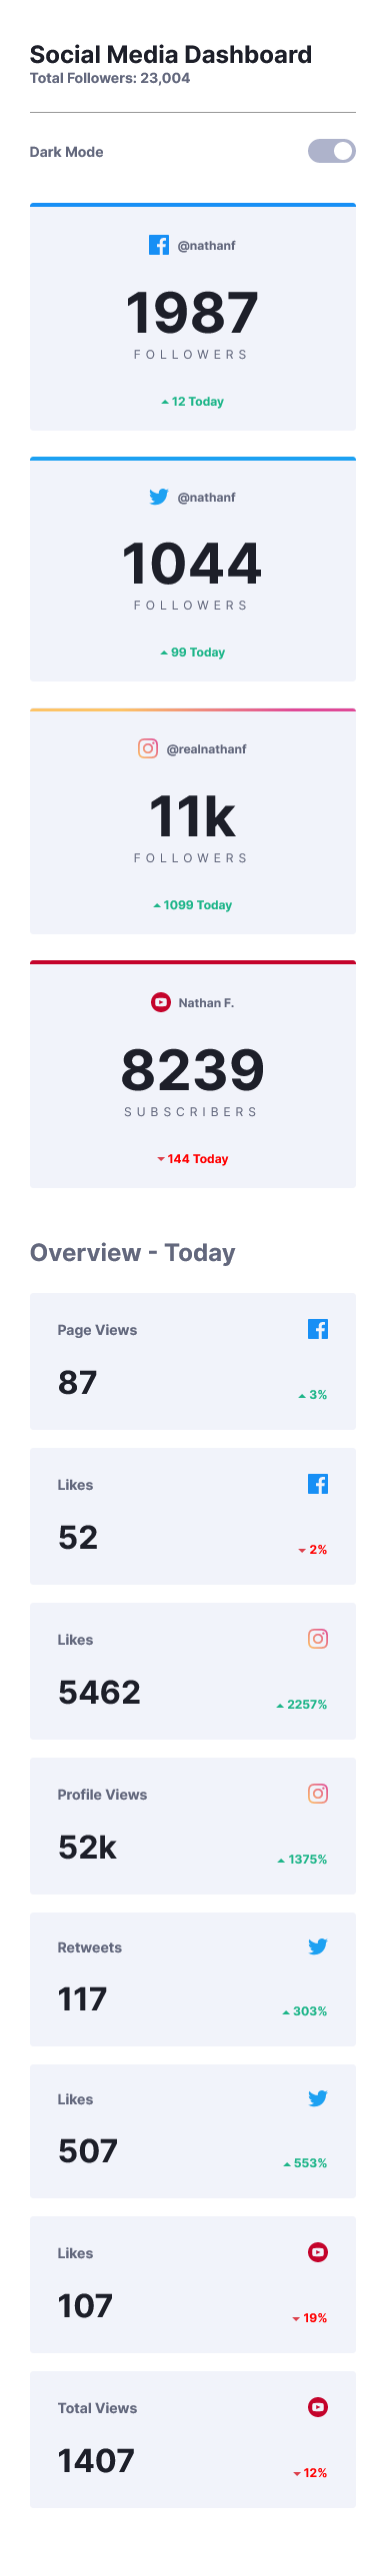 Social Media Dashboard
Total Followers: 23,004
Dark Mode
@nathanf
1987
FOLLOWERS
12 Today
@nathanf
1044
FOLLOWERS
99 Today
@realnathanf
11k
FOLLOWERS
1099 Today
Nathan F.
8239
SUBSCRIBERS
144 Today
Overview - Today
Page Views
87
3%
Likes
52
2%
Likes
5462
2257%
Profile Views
52k
1375%
Retweets
117
303%
Likes
507
553%
Likes
107
19%
Total Views
1407
12%